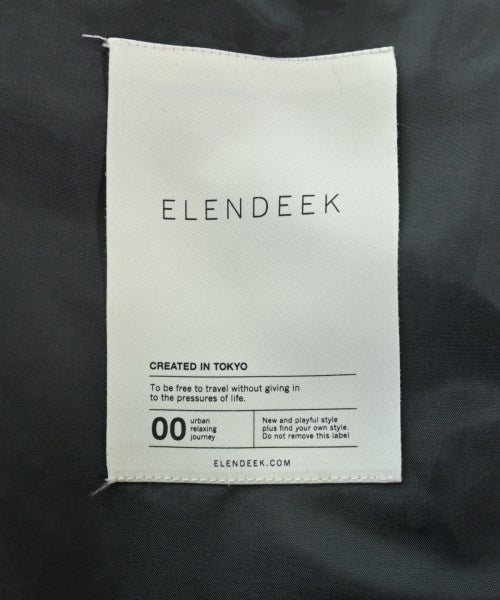 ELENDEEK
CREATED IN TOKYO
To be free to travel without giving in
to the pressures of life.
00
urban
relaxing
journey
New and playful style
plus find your own style.
Do not remove this label
ELENDEEK.COM